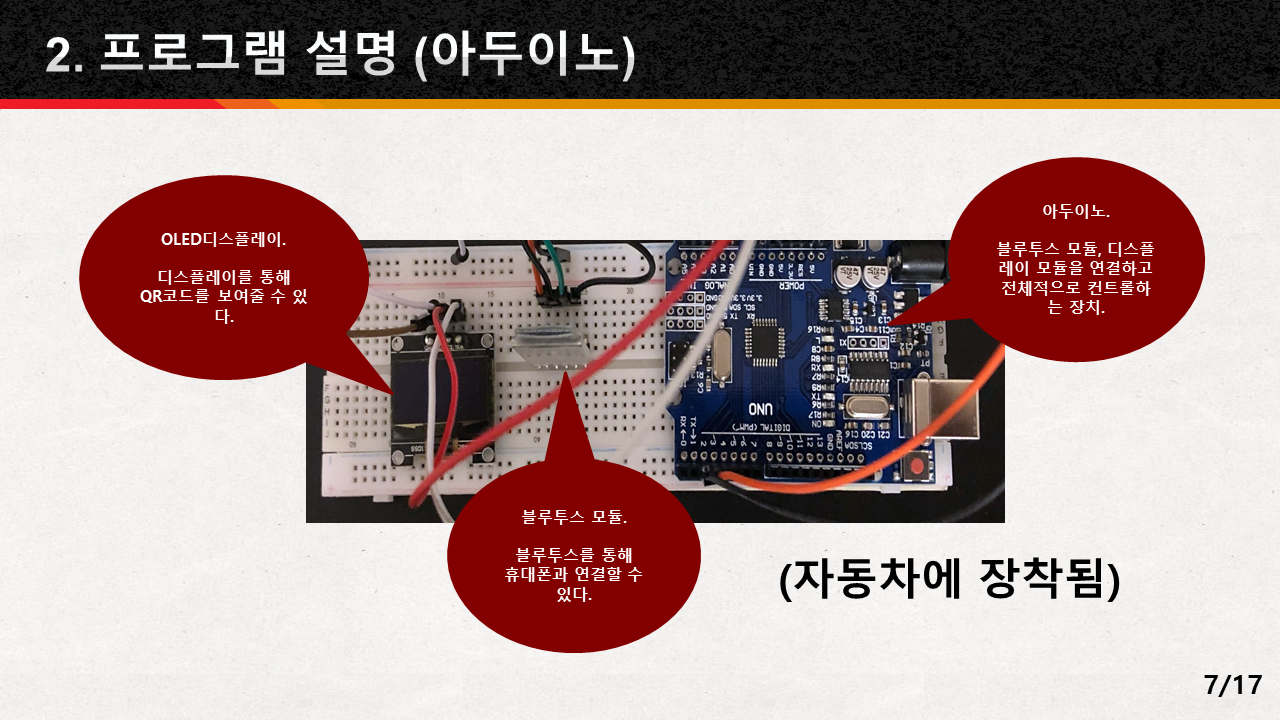 2. 프로그램 설명 (아두이노)
OLED디스플레이.
디스플레이를 통해
QR코드를 보여줄 수 있
다.
아두이노.
블루투스 모듈, 디스플
레이 모듈을 연결하고
전체적으로 컨트롤하
는 장치.
UNO
DIGITAL (PWM~)
POWER
블루투스 모듈.
블루투스를 통해
휴대폰과 연결할 수
있다.
(자동차에 장착됨)
7/17